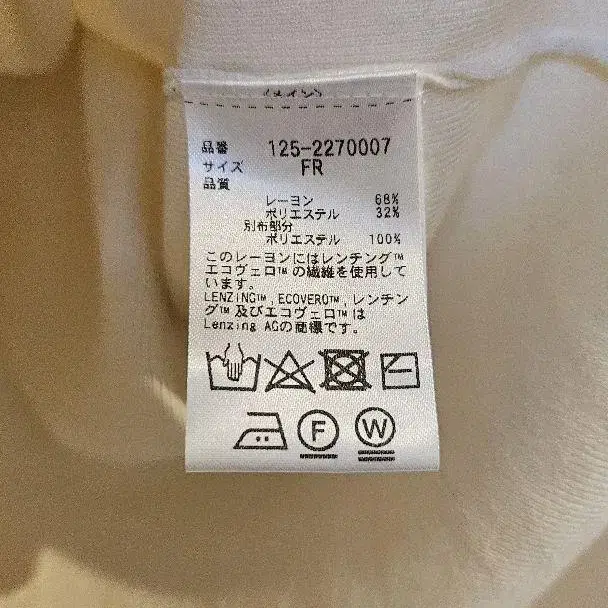 (メイン)
品番 125-2270007
サイズ FR
品質
レーヨン 68%
ポリエステル 32%
別布部分
ポリエステル 100%
このレーヨンにはレンチング™
エコヴェロ™の繊維を使用して
います。
LENZING™,ECOVERO™,レンチン
グ™及びエコヴェロ™は
Lenzing AGの商標です。
F W